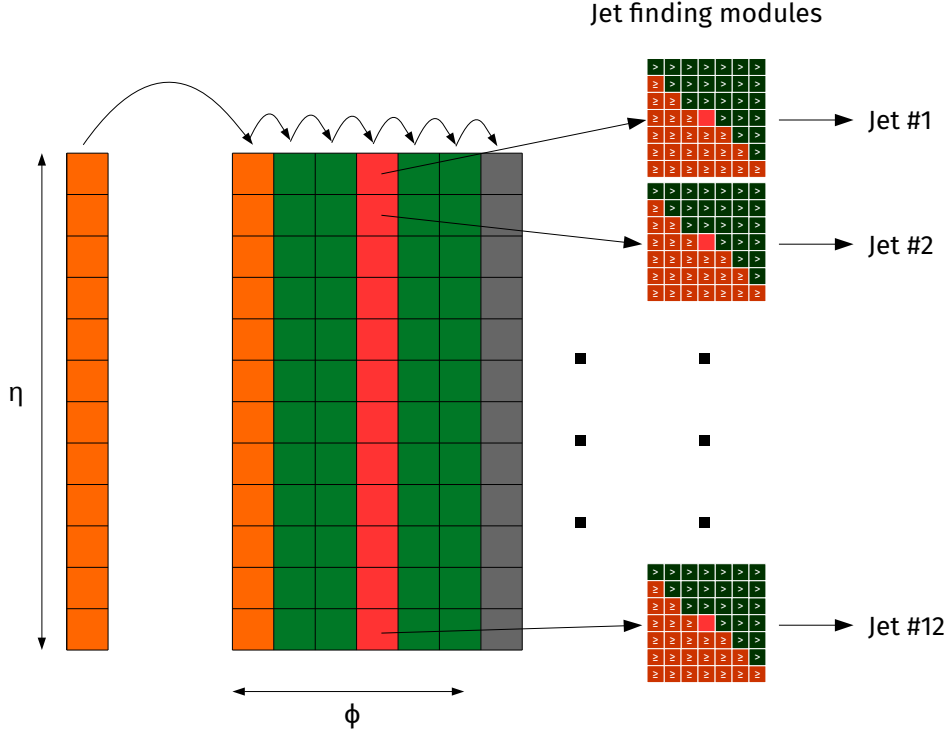 Jet finding modules
> > > > > > >
≥ > > > > > >
≥ ≥ > > > > >
≥ ≥ ≥ > > >
≥ ≥ ≥ ≥ ≥ > >
≥ ≥ ≥ ≥ ≥ ≥ >
≥ ≥ ≥ ≥ ≥ ≥ ≥
Jet #1
> > > > > > >
≥ > > > > > >
≥ ≥ > > > > >
≥ ≥ ≥ > > >
≥ ≥ ≥ ≥ ≥ > >
≥ ≥ ≥ ≥ ≥ ≥ >
≥ ≥ ≥ ≥ ≥ ≥ ≥
Jet #2
η
> > > > > > >
≥ > > > > > >
≥ ≥ > > > > >
≥ ≥ ≥ > > >
≥ ≥ ≥ ≥ ≥ > >
≥ ≥ ≥ ≥ ≥ ≥ >
≥ ≥ ≥ ≥ ≥ ≥ ≥
Jet #12
ϕ